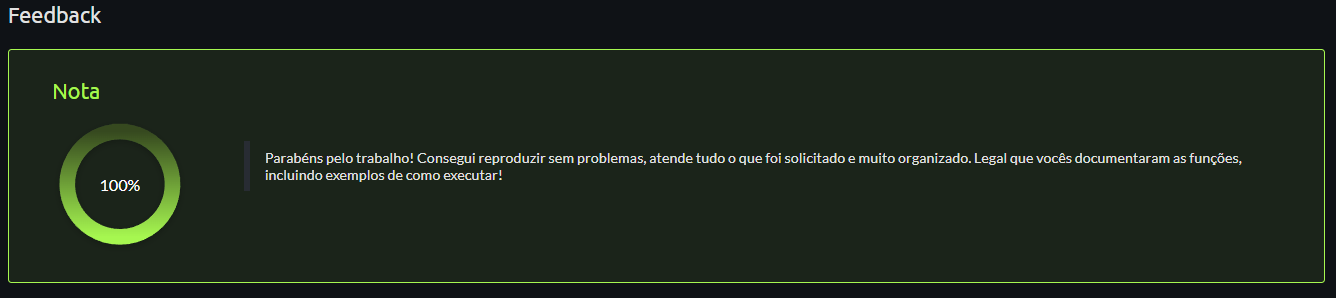 Feedback
Nota
100%
Parabéns pelo trabalho! Consegui reproduzir sem problemas, atende tudo o que foi solicitado e muito organizado. Legal que vocês documentaram as funções,
incluindo exemplos de como executar!